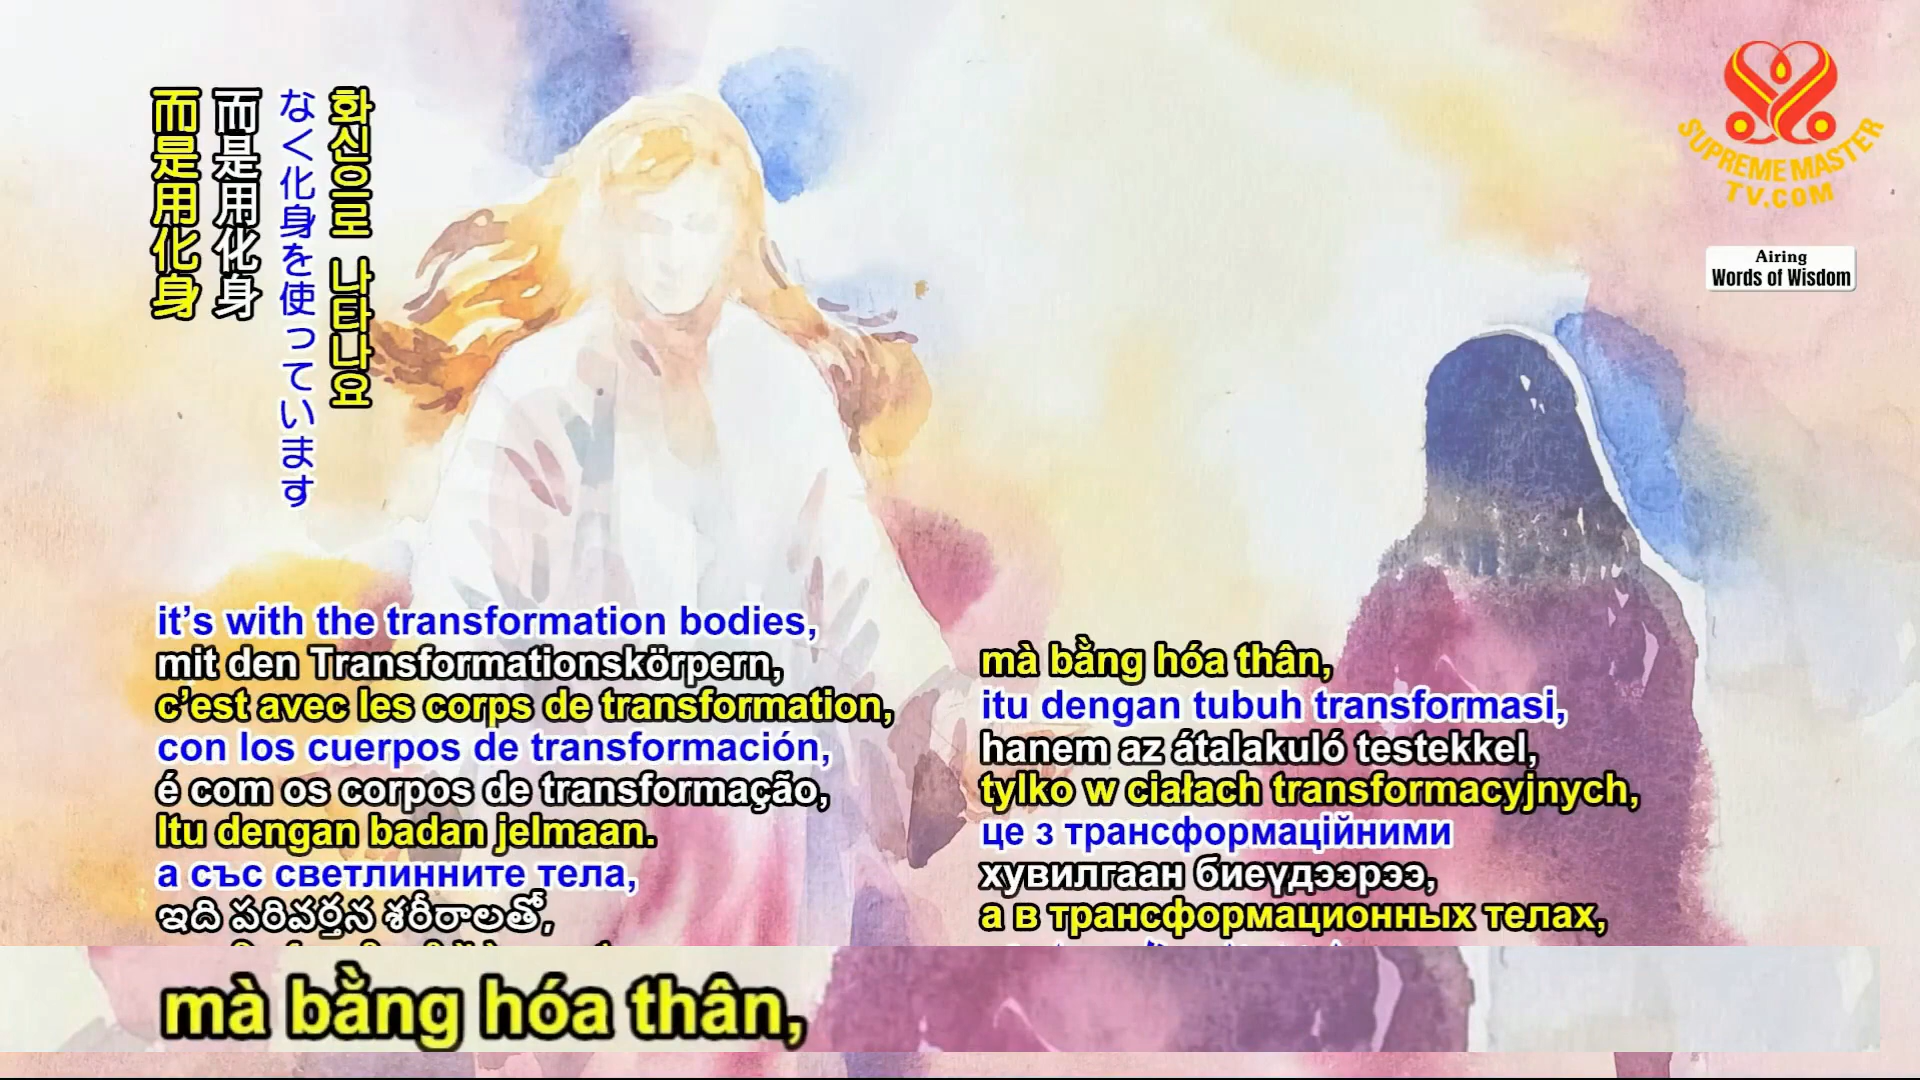 而是用化身
而是用化身
なく化身を使っています
화신으로 나타나요
SUPREME MASTER
TV.COM
Airing
Words of Wisdom
it's with the transformation bodies,
mit den Transformationskörpern,
c'est avec les corps de transformation,
con los cuerpos de transformación,
é com os corpos de transformação,
Itu dengan badan jelmaan.
а със светлинните тела,
ఇది పరివర్తన శరీరాలతో,
mà bằng hóa thân,
itu dengan tubuh transformasi,
hanem az átalakuló testekkel,
tylko w ciałach transformacyjnych,
це з трансформаційними
хувилгаан биеүдээрээ,
а в трансформационных телах,
mà bằng hóa thân,